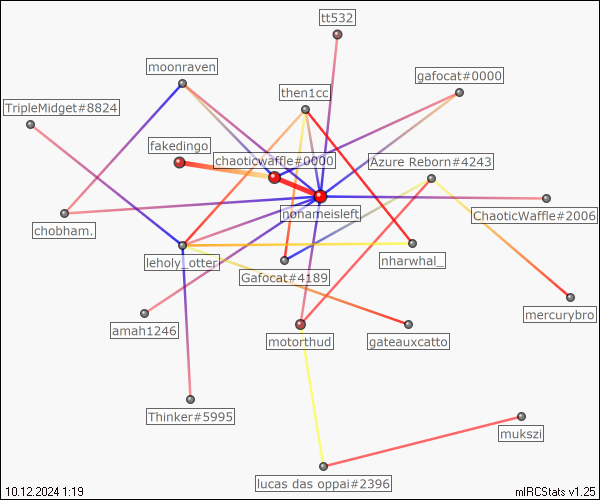 tt532
moonraven
gafocat#0000
then1cc
TripleMidget#8824
fakedingo
chaoticwaffle#0000
Azure Reborn#4243
nonameisleft
ChaoticWaffle#2006
chobham.
leholy_otter
nharwhal_
Gafocat#4189
mercurybro
amah1246
motorthud
gateauxcatto
Thinker#5995
mukszi
lucas das oppai#2396
10.12.2024 1:19
mIRCStats v1.25